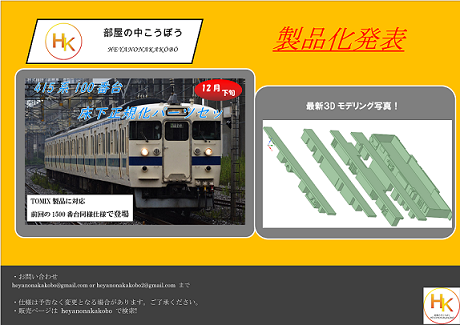 HK
部屋の中こうぼう
HEYANONAKAKOBO
製品化発表
415系100番台
床下正規化パーツセット
12月下旬
最新3Dモデリング写真！
TOMIX製品に対応
前回の1500番台同様仕様で登場
・お問い合わせ
heyanonakakobo@gmail.com or heyanonakakobo2@gmail.com まで
・仕様は予告なく変更となる場合があります。ご了承ください。
・販売ページは heyanonakakobo で検索!
HK